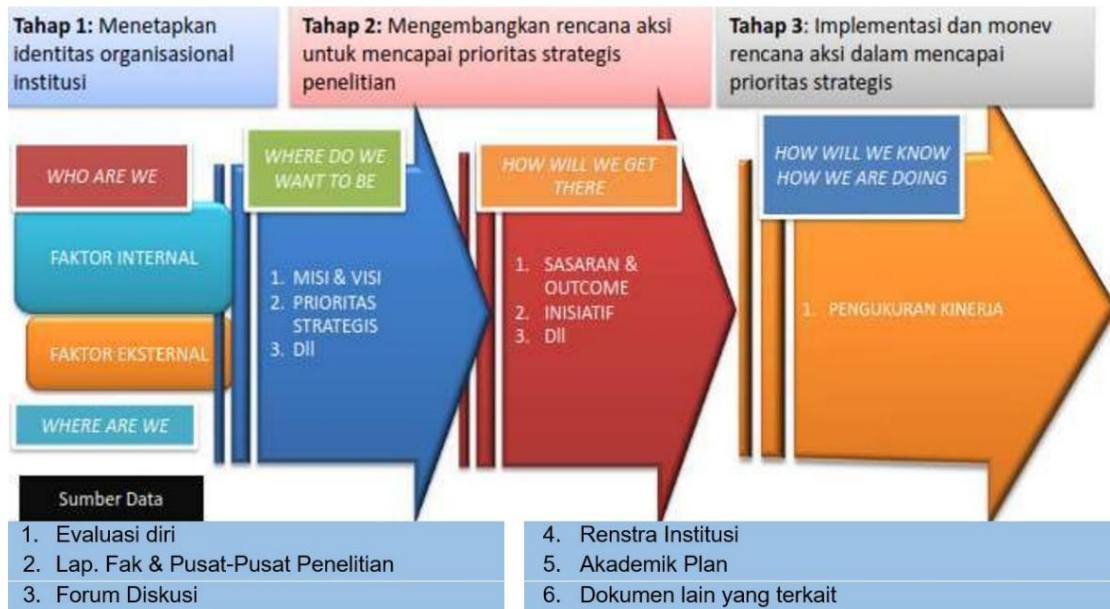 Tahap 1: Menetapkan
identitas organisasional
institusi
Tahap 2: Mengembangkan rencana aksi
untuk mencapai prioritas strategis
penelitian
Tahap 3: Implementasi dan monev
rencana aksi dalam mencapai
prioritas strategis
WHO ARE WE
FAKTOR INTERNAL
FAKTOR EKSTERNAL
WHERE ARE WE
WHERE DO WE
WANT TO BE
1. MISI & VISI
2. PRIORITAS
STRATEGIS
3. Dll
HOW WILL WE GET
THERE
1. SASARAN &
OUTCOME
2. INISIATIF
3. Dll
HOW WILL WE KNOW
HOW WE ARE DOING
1. PENGUKURAN KINERJA
Sumber Data
1. Evaluasi diri
2. Lap. Fak & Pusat-Pusat Penelitian
3. Forum Diskusi
4. Renstra Institusi
5. Akademik Plan
6. Dokumen lain yang terkait